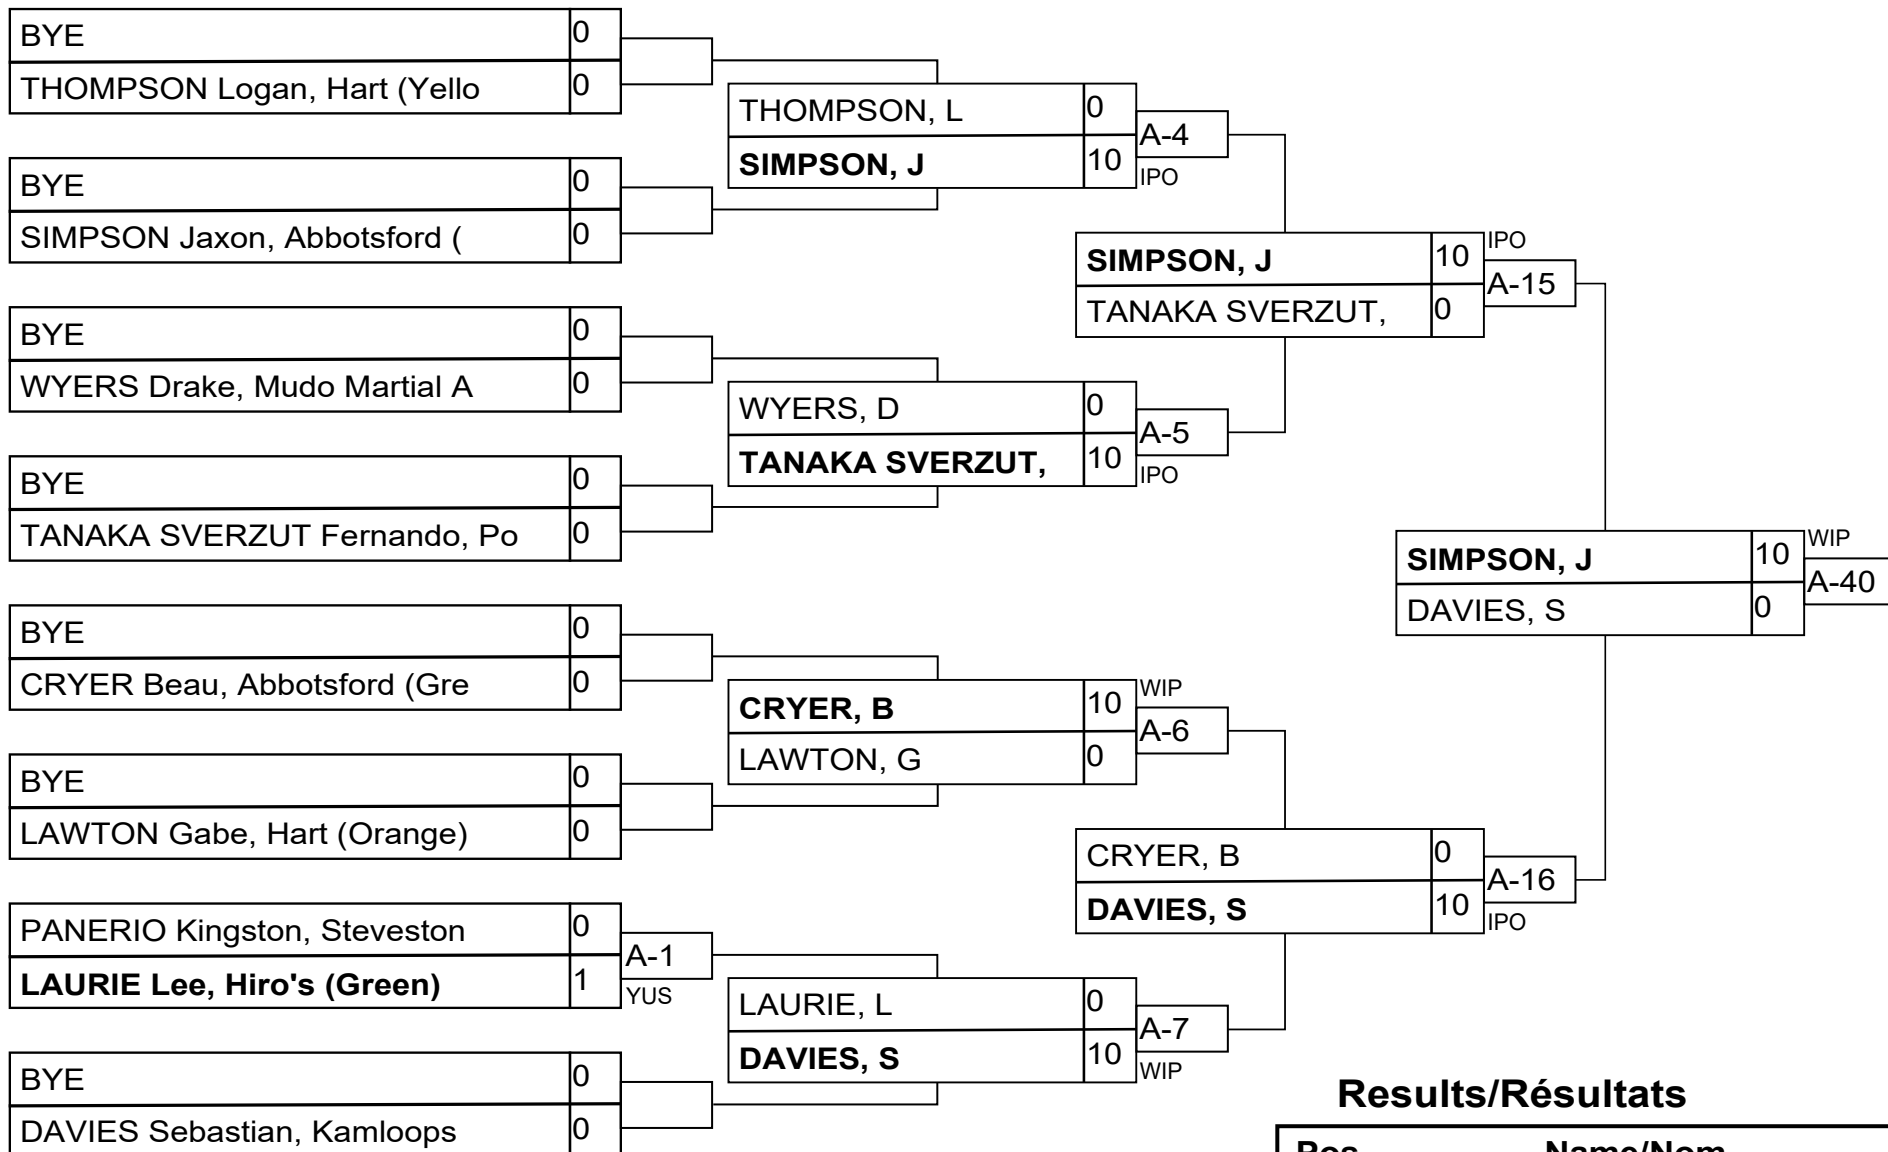 BYE 0
THOMPSON Logan, Hart (Yello 0
BYE 0
SIMPSON Jaxon, Abbotsford ( 0
BYE 0
WYERS Drake, Mudo Martial A 0
BYE 0
TANAKA SVERZUT Fernando, Po 0
BYE 0
CRYER Beau, Abbotsford (Gre 0
BYE 0
LAWTON Gabe, Hart (Orange) 0
PANERIO Kingston, Steveston 0
LAURIE Lee, Hiro's (Green) 1
A-1
YUS
BYE 0
DAVIES Sebastian, Kamloops 0
THOMPSON, L 0
SIMPSON, J 10
A-4
IPO
WYERS, D 0
TANAKA SVERZUT, 10
A-5
IPO
CRYER, B 10
LAWTON, G 0
WIP
A-6
LAURIE, L 0
DAVIES, S 10
A-7
WIP
SIMPSON, J 10
TANAKA SVERZUT, 0
IPO
A-15
CRYER, B 0
DAVIES, S 10
A-16
IPO
SIMPSON, J 10
DAVIES, S 0
WIP
A-40
Results/Résultats
Pos Name/Nom